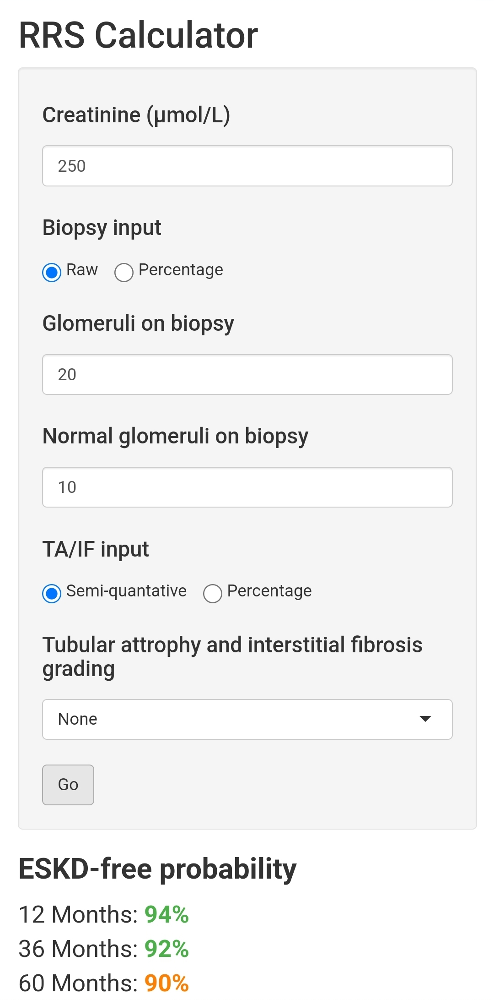 RRS Calculator
Creatinine (µmol/L)
250
Biopsy input
Raw Percentage
Glomeruli on biopsy
20
Normal glomeruli on biopsy
10
TA/IF input
Semi-quantative Percentage
Tubular attrophy and interstitial fibrosis
grading
None
Go
ESKD-free probability
12 Months: 94%
36 Months: 92%
60 Months: 90%